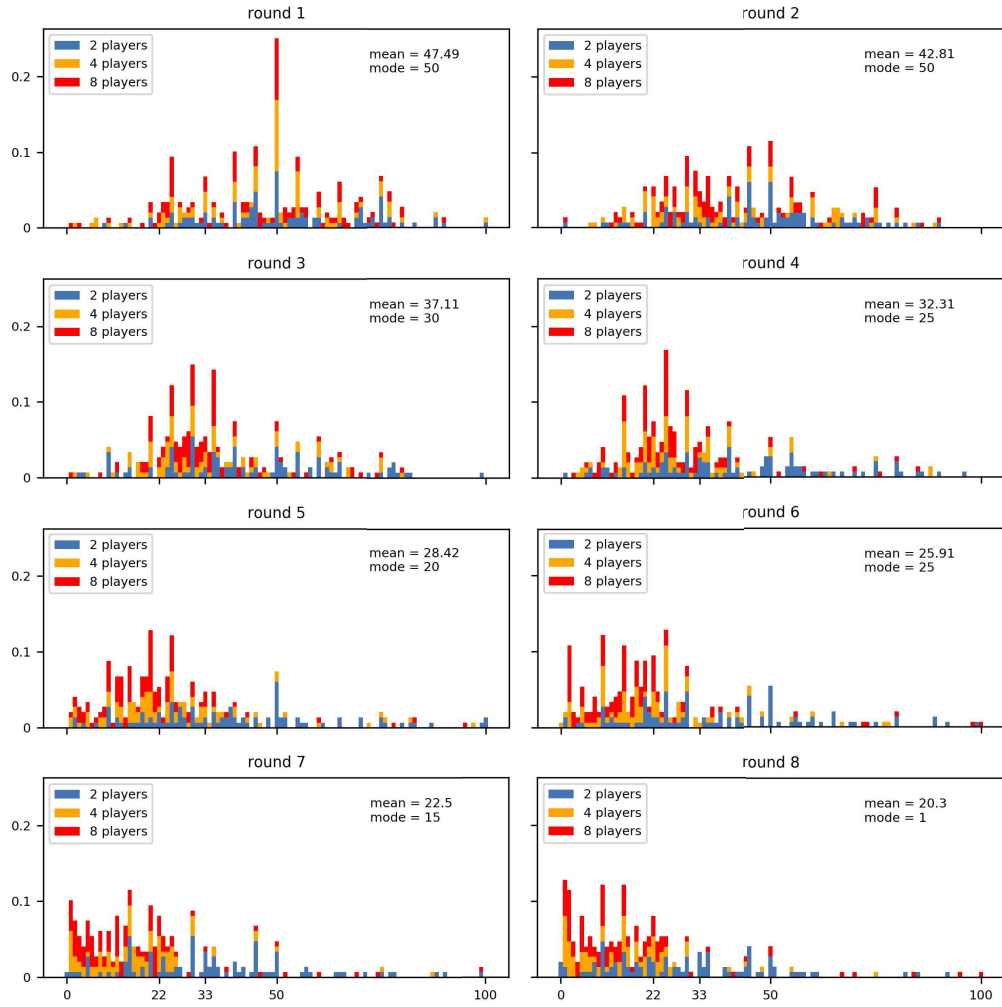 round 1
2 players
4 players
8 players
mean = 47.49
mode = 50
0.2
0.1
0
round 2
2 players
4 players
8 players
mean = 42.81
mode = 50
round 3
2 players
4 players
8 players
mean = 37.11
mode = 30
0.2
0.1
0
round 4
2 players
4 players
8 players
mean = 32.31
mode = 25
round 5
2 players
4 players
8 players
mean = 28.42
mode = 20
0.2
0.1
0
round 6
2 players
4 players
8 players
mean = 25.91
mode = 25
round 7
2 players
4 players
8 players
mean = 22.5
mode = 15
0.2
0.1
0
0 22 33 50 100
round 8
2 players
4 players
8 players
mean = 20.3
mode = 1
0 22 33 50 100